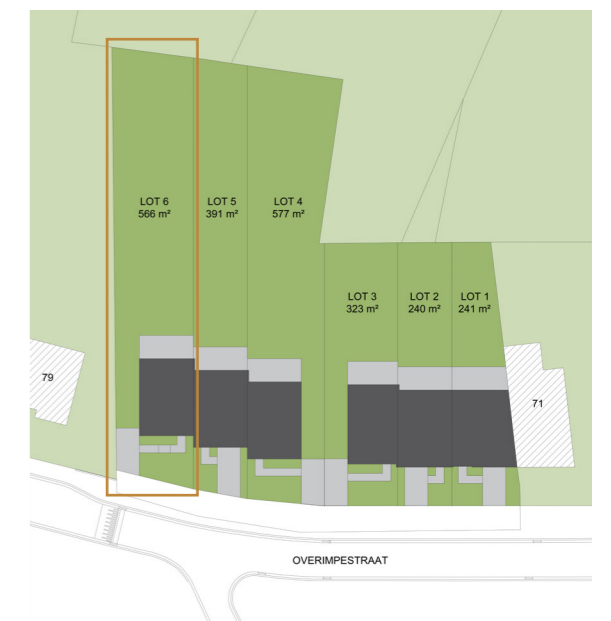 LOT 6
566 m²
LOT 5
391 m²
LOT 4
577 m²
LOT 3
323 m²
LOT 2
240 m²
LOT 1
241 m²
79
71
OVERIMPESTRAAT